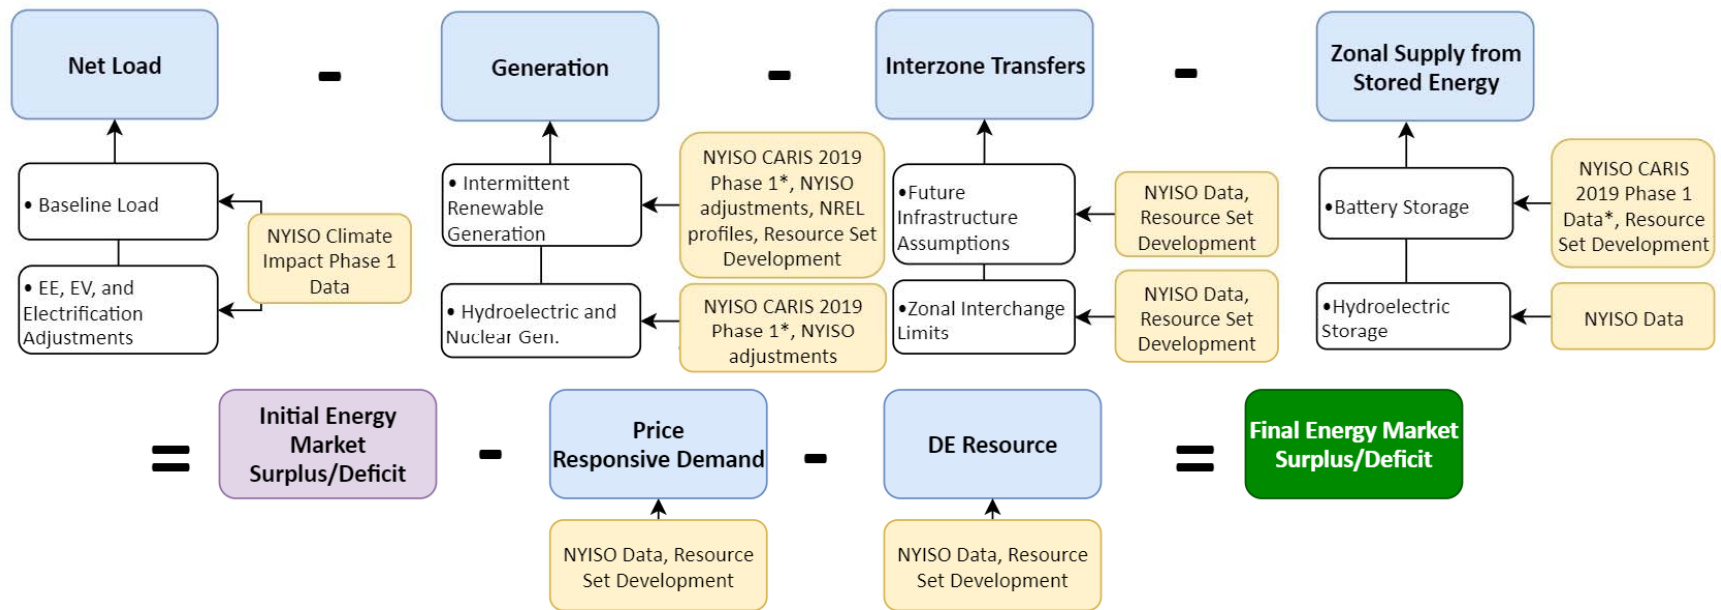 Net Load
-
Generation
-
Interzone Transfers
-
Zonal Supply from
Stored Energy
• Baseline Load
• EE, EV, and
Electrification
Adjustments
NYISO Climate
Impact Phase 1
Data
• Intermittent
Renewable
Generation
• Hydroelectric and
Nuclear Gen.
NYISO CARIS 2019
Phase 1*, NYISO
adjustments, NREL
profiles, Resource Set
Development
NYISO CARIS 2019
Phase 1*, NYISO
adjustments
•Future
Infrastructure
Assumptions
•Zonal Interchange
Limits
NYISO Data,
Resource Set
Development
NYISO Data,
Resource Set
Development
•Battery Storage
•Hydroelectric
Storage
NYISO CARIS
2019 Phase 1
Data*, Resource
Set Development
NYISO Data
=
Initial Energy
Market
Surplus/Deficit
-
Price
Responsive Demand
-
DE Resource
=
Final Energy Market
Surplus/Deficit
NYISO Data, Resource
Set Development
NYISO Data, Resource
Set Development